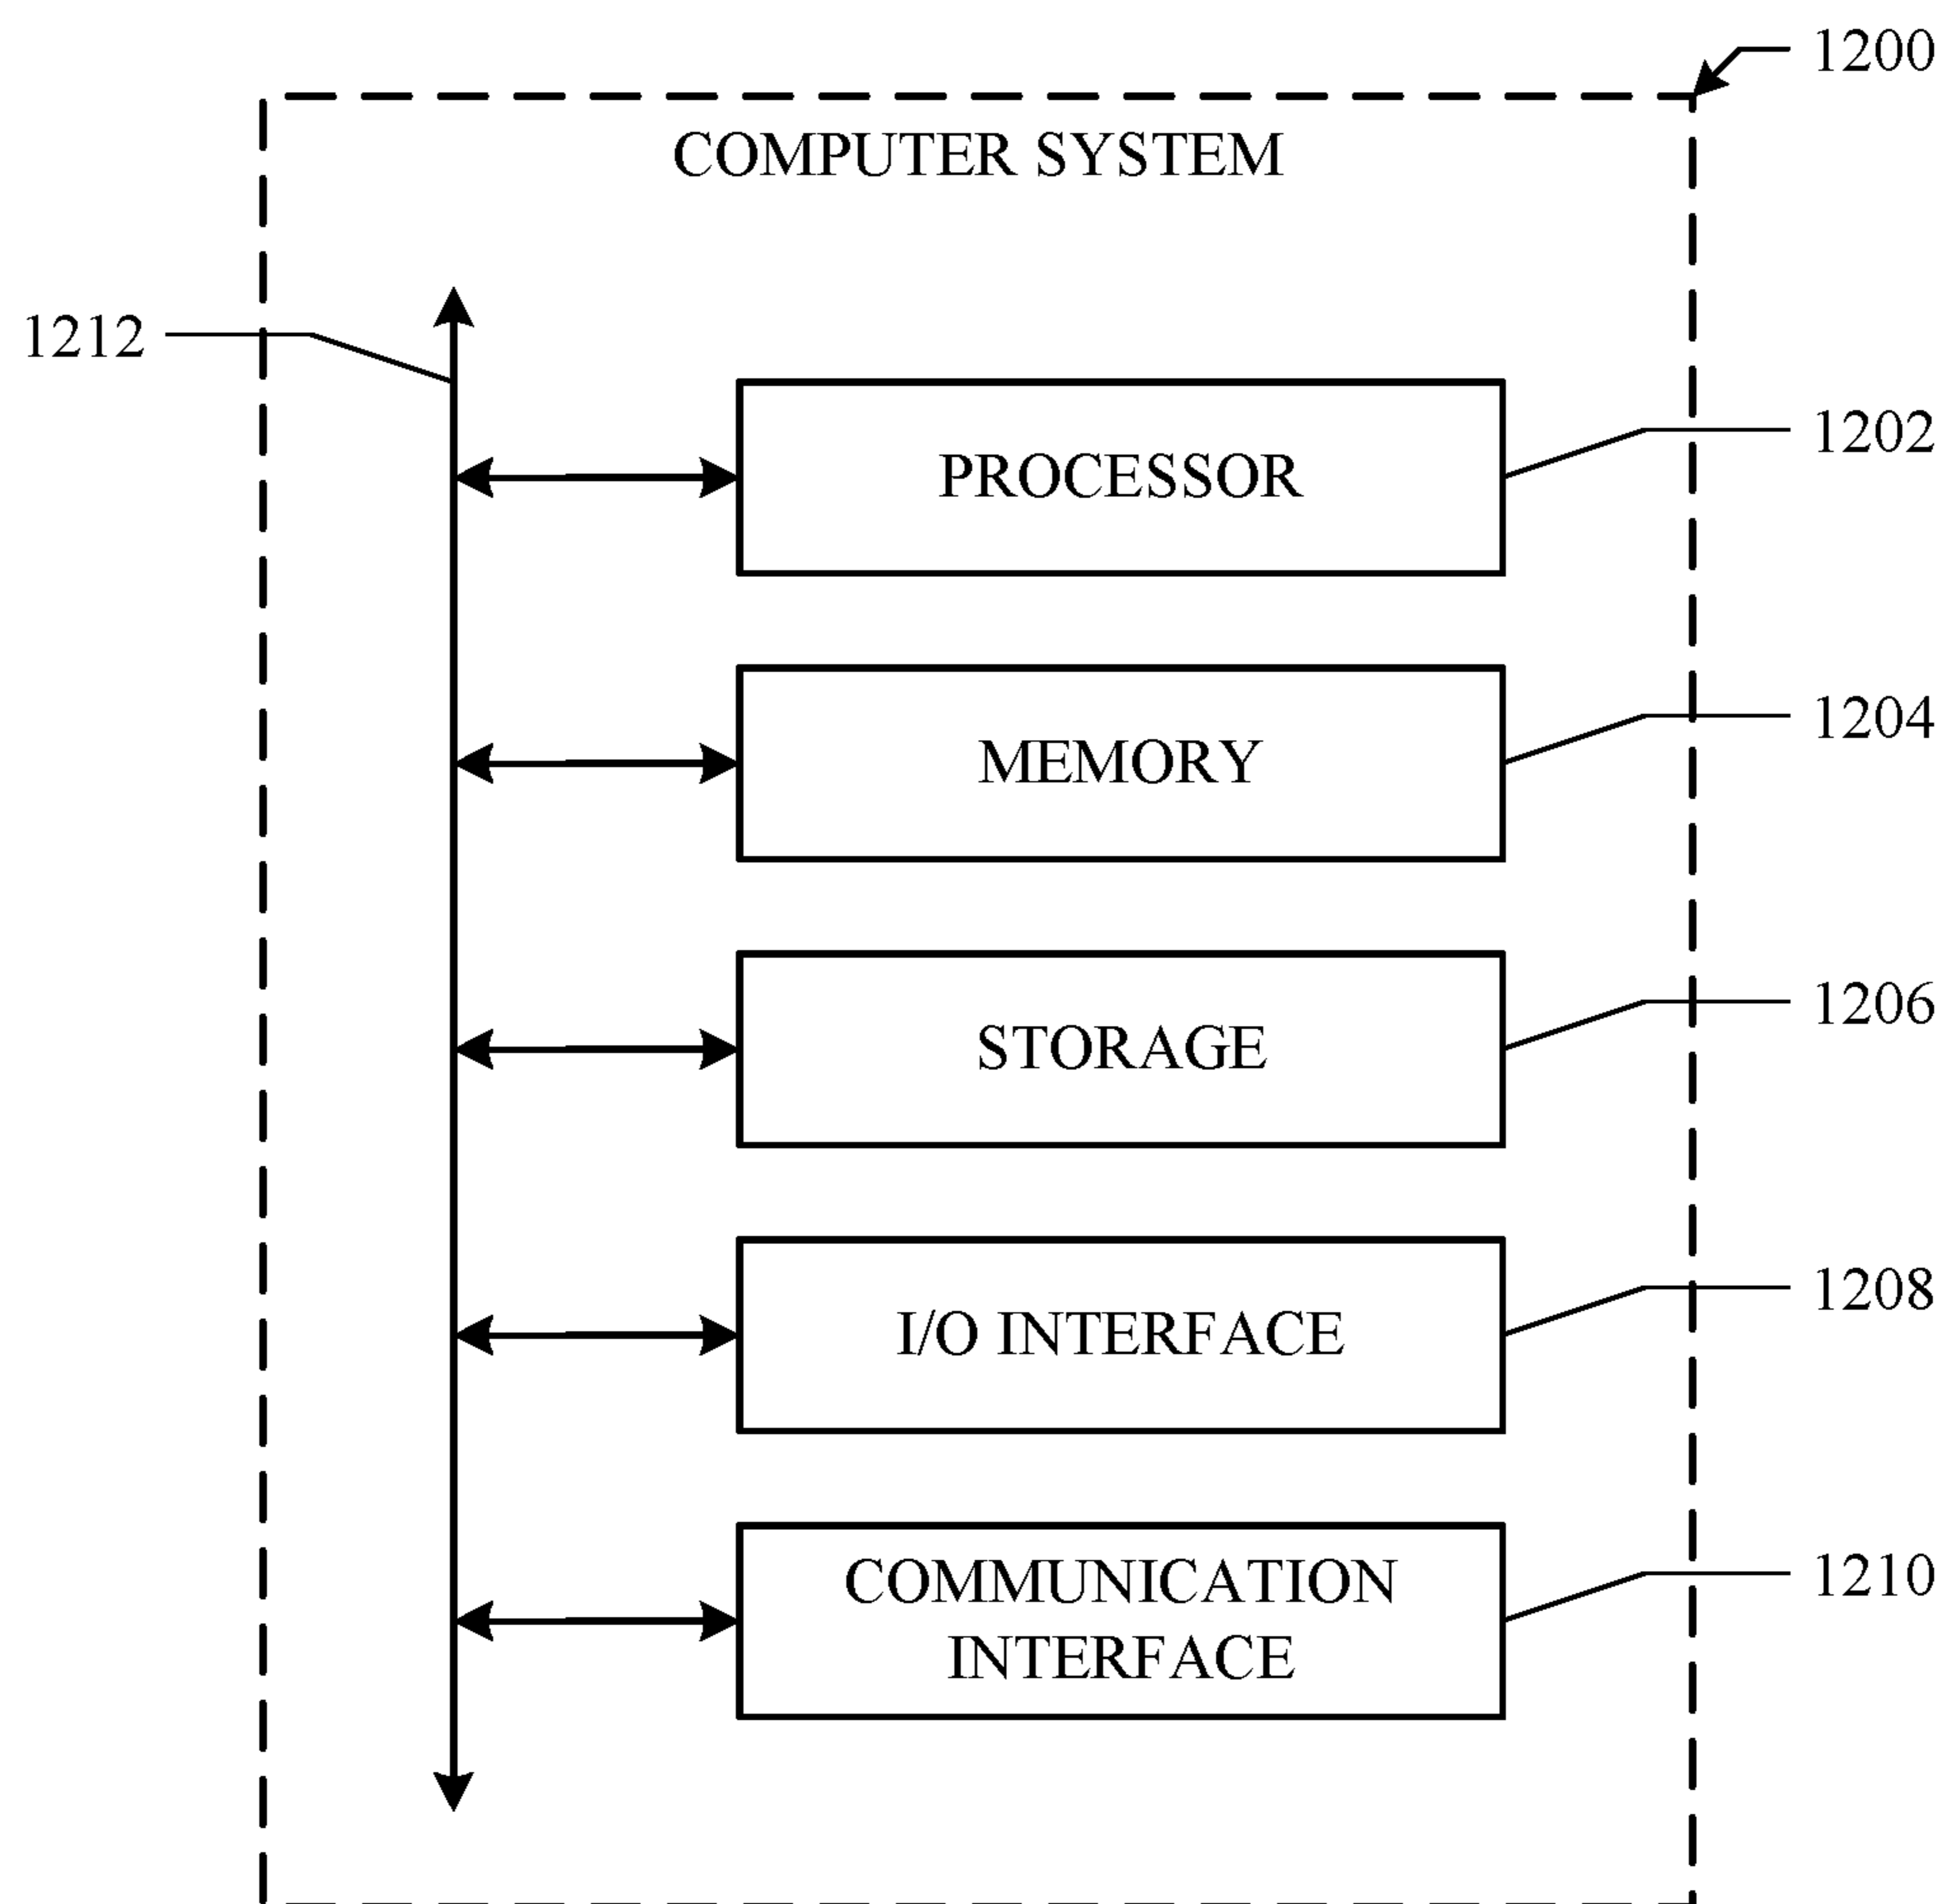 1200
COMPUTER SYSTEM
1212
PROCESSOR
1202
MEMORY
1204
STORAGE
1206
I/O INTERFACE
1208
COMMUNICATION
INTERFACE
1210